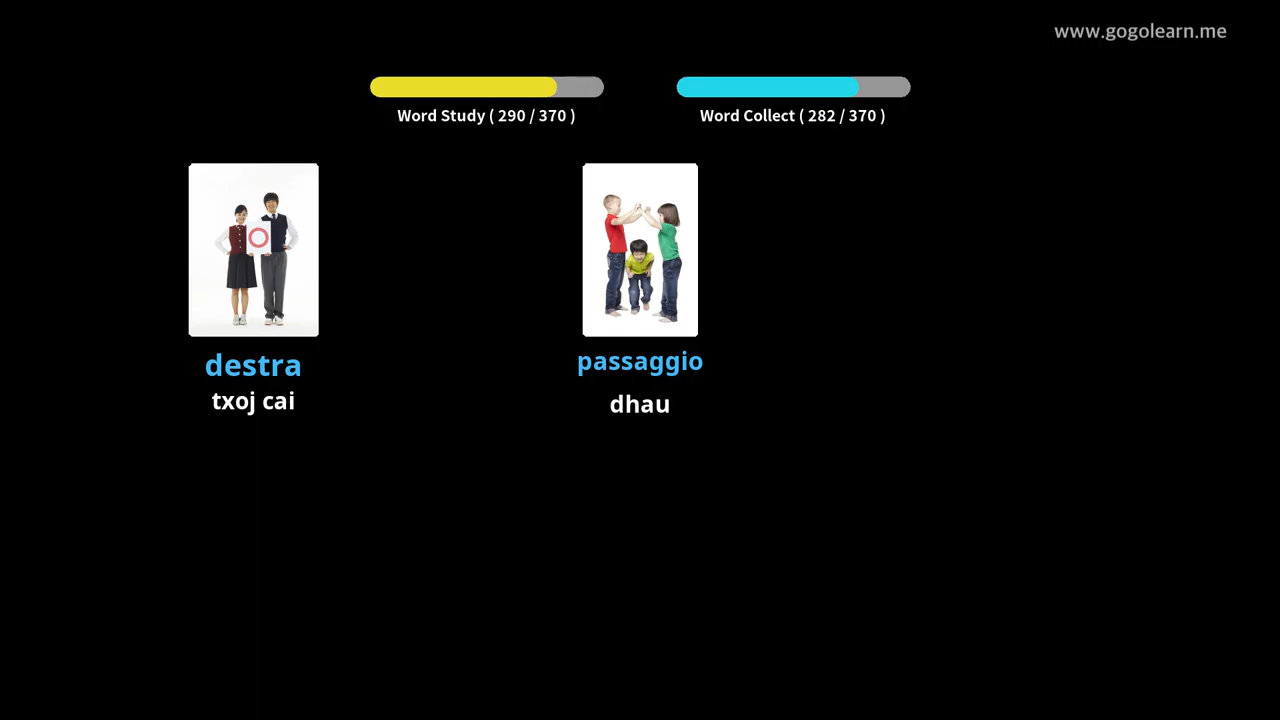 www.gogolearn.me
Word Study ( 290 / 370 )
Word Collect ( 282 / 370 )
destra
txoj cai
passaggio
dhau